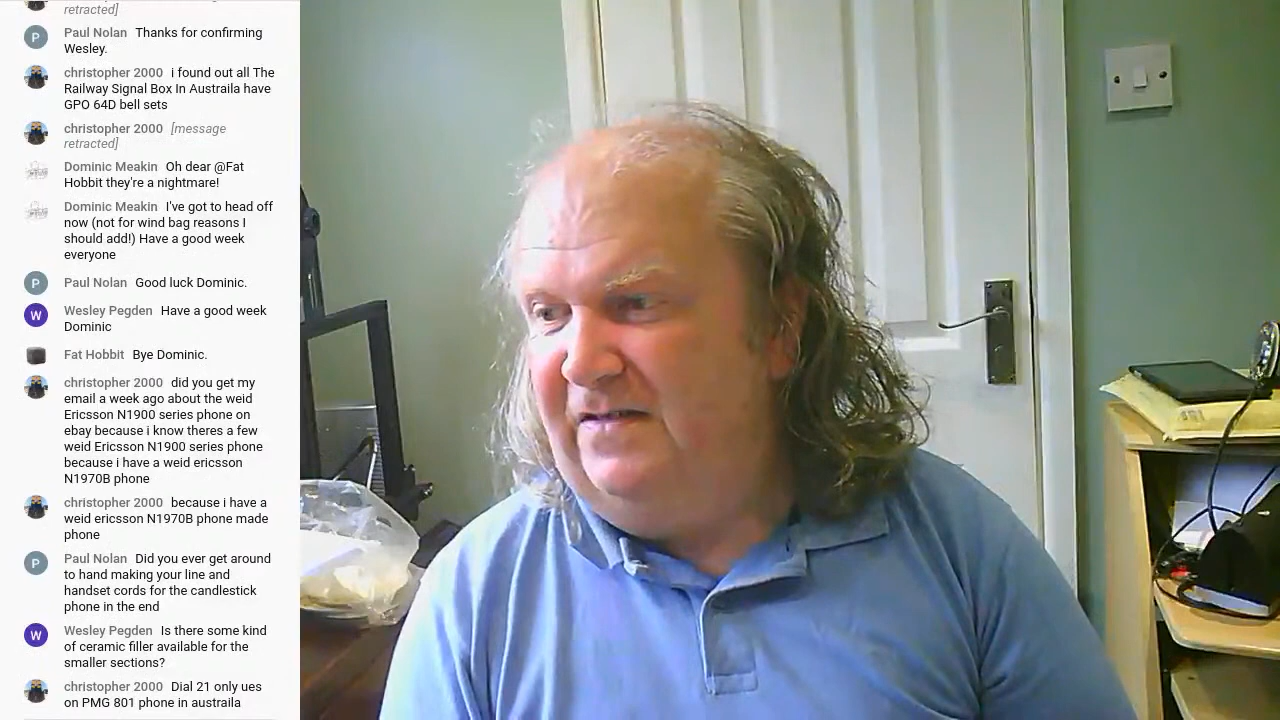 retracted]
P Paul Nolan Thanks for confirming
Wesley.
christopher 2000 i found out all The
Railway Signal Box In Austraila have
GPO 64D bell sets
christopher 2000 [message
retracted]
Dominic Meakin Oh dear @Fat
Hobbit they're a nightmare!
Dominic Meakin I've got to head off
now (not for wind bag reasons I
should add!) Have a good week
everyone
P Paul Nolan Good luck Dominic.
W Wesley Pegden Have a good week
Dominic
Fat Hobbit Bye Dominic.
christopher 2000 did you get my
email a week ago about the weid
Ericsson N1900 series phone on
ebay because i know theres a few
weid Ericsson N1900 series phone
because i have a weid ericsson
N1970B phone
christopher 2000 because i have a
weid ericsson N1970B phone made
phone
P Paul Nolan Did you ever get around
to hand making your line and
handset cords for the candlestick
phone in the end
W Wesley Pegden Is there some kind
of ceramic filler available for the
smaller sections?
christopher 2000 Dial 21 only ues
on PMG 801 phone in austraila